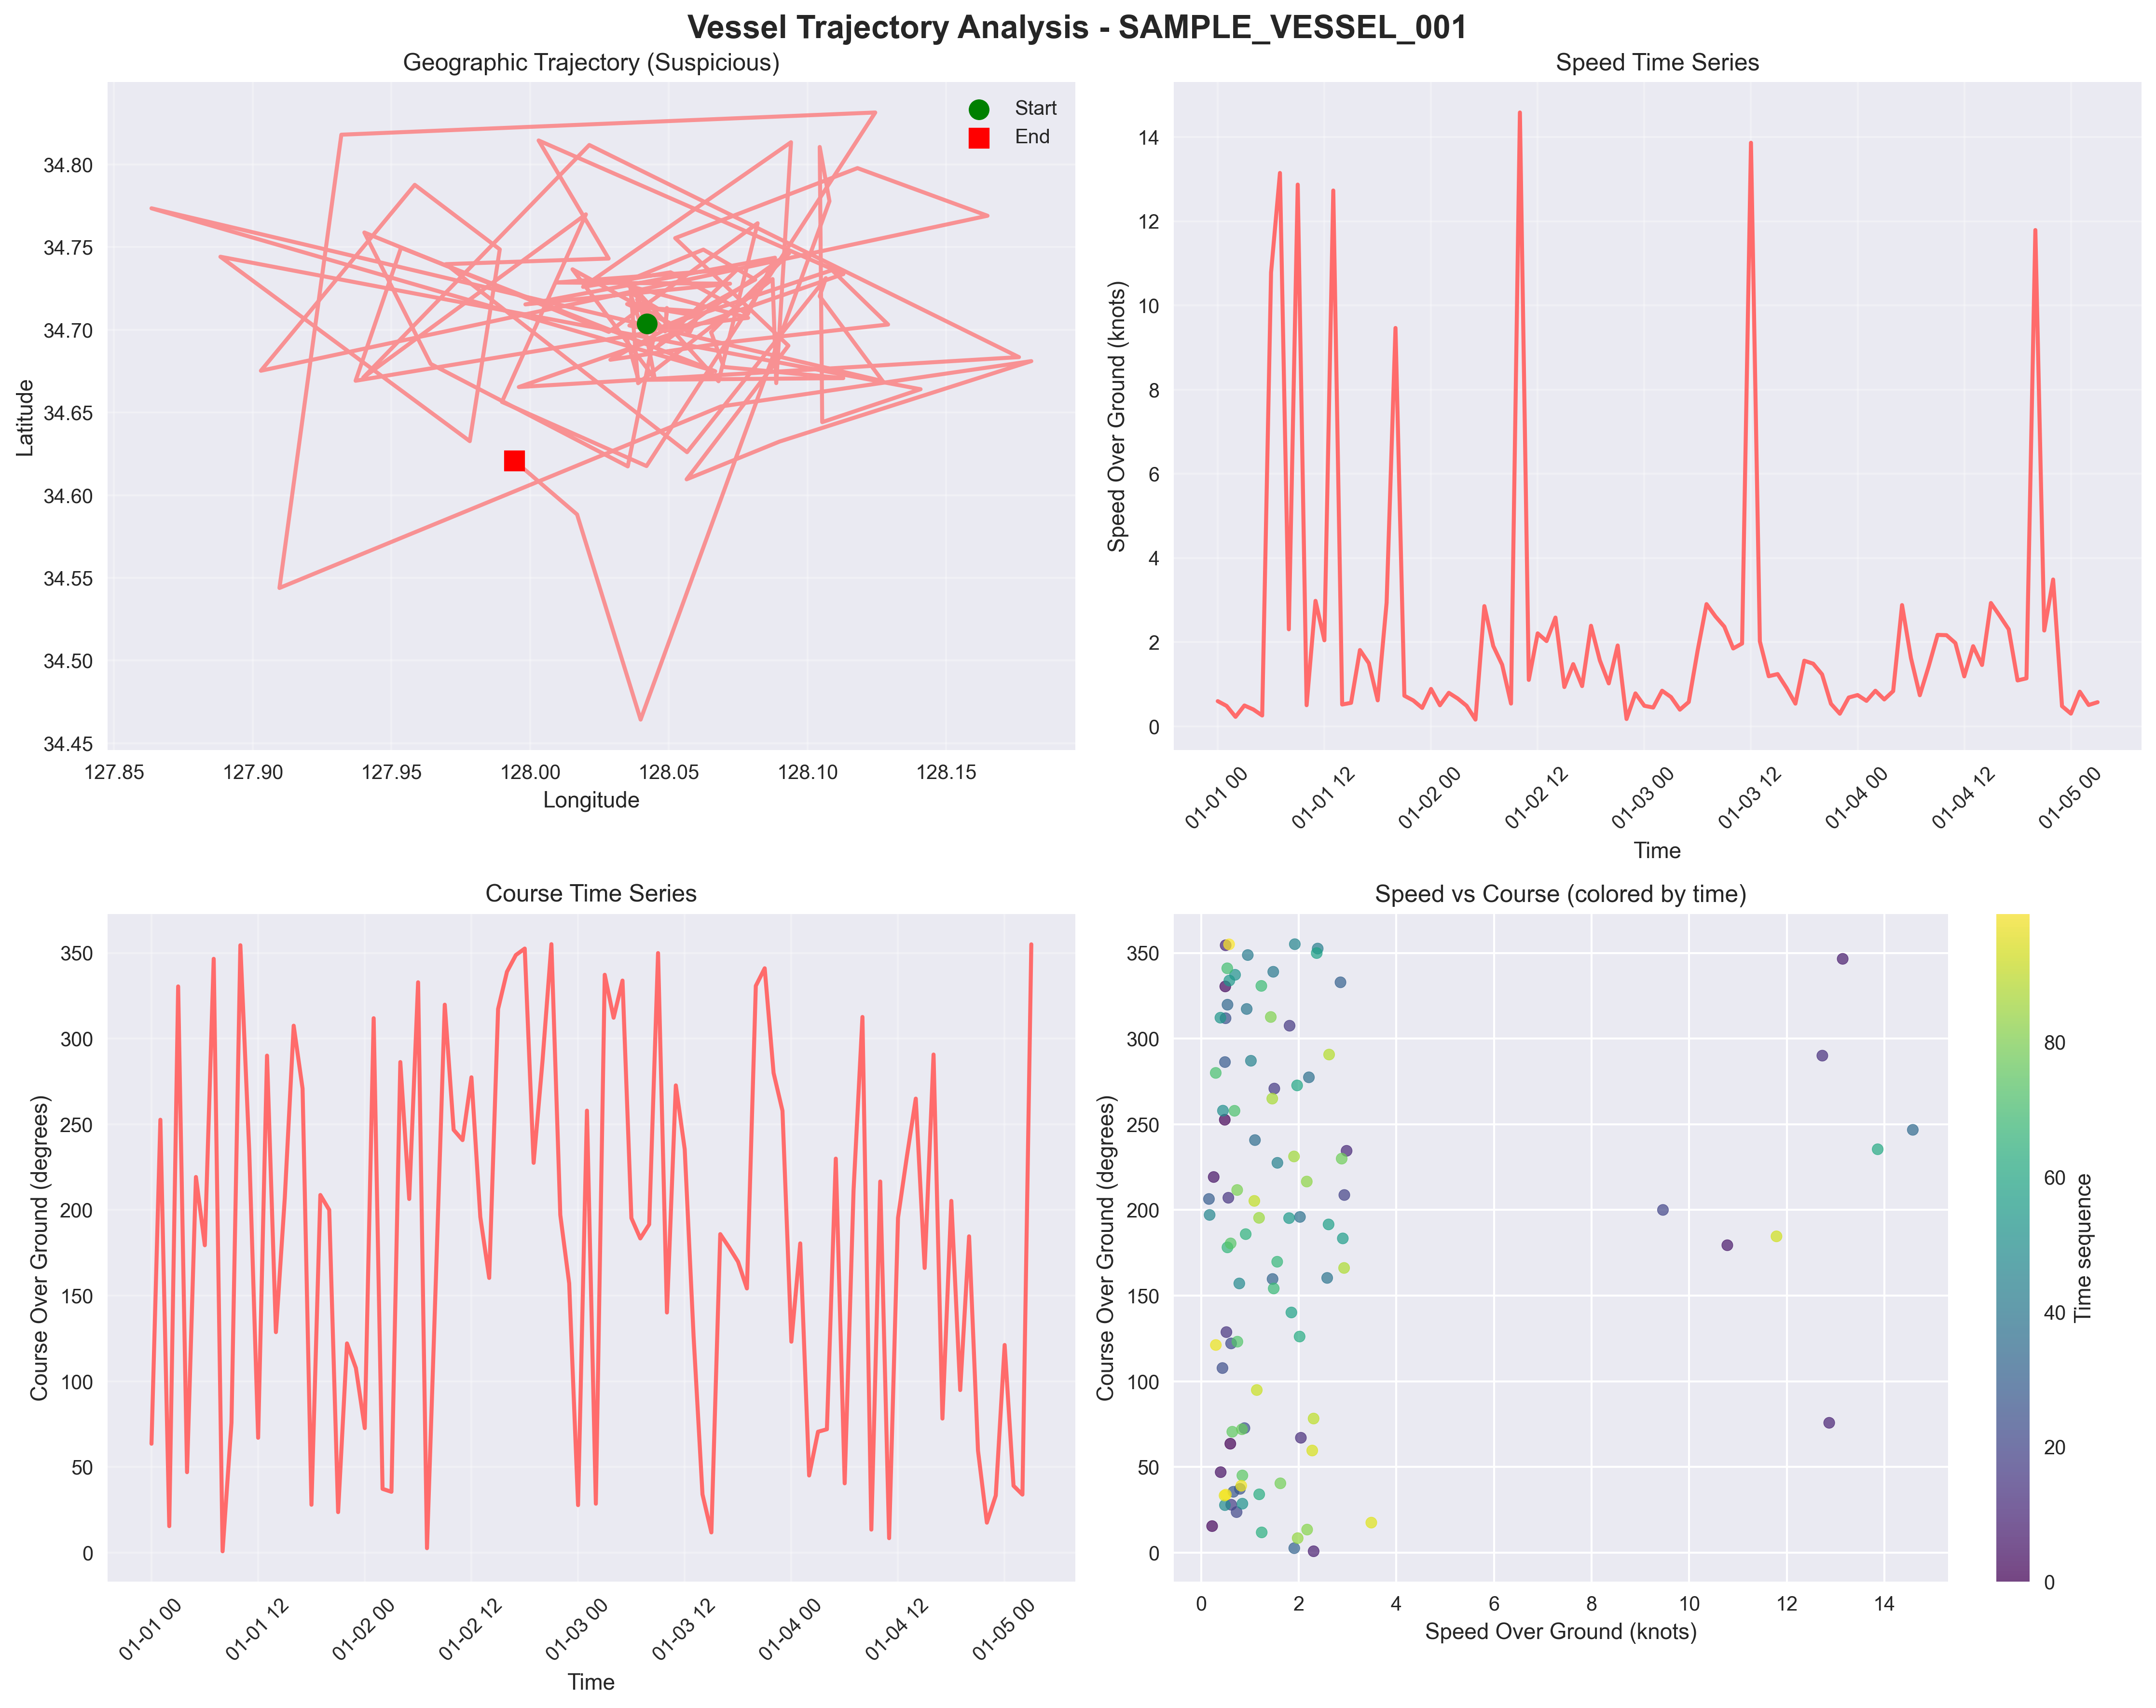 Vessel Trajectory Analysis - SAMPLE_VESSEL_001
Geographic Trajectory (Suspicious)
Start
End
34.80
34.75
34.70
34.65
34.60
34.55
34.50
34.45
Latitude
127.85 127.90 127.95 128.00 128.05 128.10 128.15
Longitude
Speed Time Series
14
12
10
8
6
4
2
0
Speed Over Ground (knots)
01-01 00 01-01 12 01-02 00 01-02 12 01-03 00 01-03 12 01-04 00 01-04 12 01-05 00
Time
Course Time Series
350
300
250
200
150
100
50
0
Course Over Ground (degrees)
01-01 00 01-01 12 01-02 00 01-02 12 01-03 00 01-03 12 01-04 00 01-04 12 01-05 00
Time
Speed vs Course (colored by time)
350
300
250
200
150
100
50
0
Course Over Ground (degrees)
0 2 4 6 8 10 12 14
Speed Over Ground (knots)
80
60
40
20
0
Time sequence